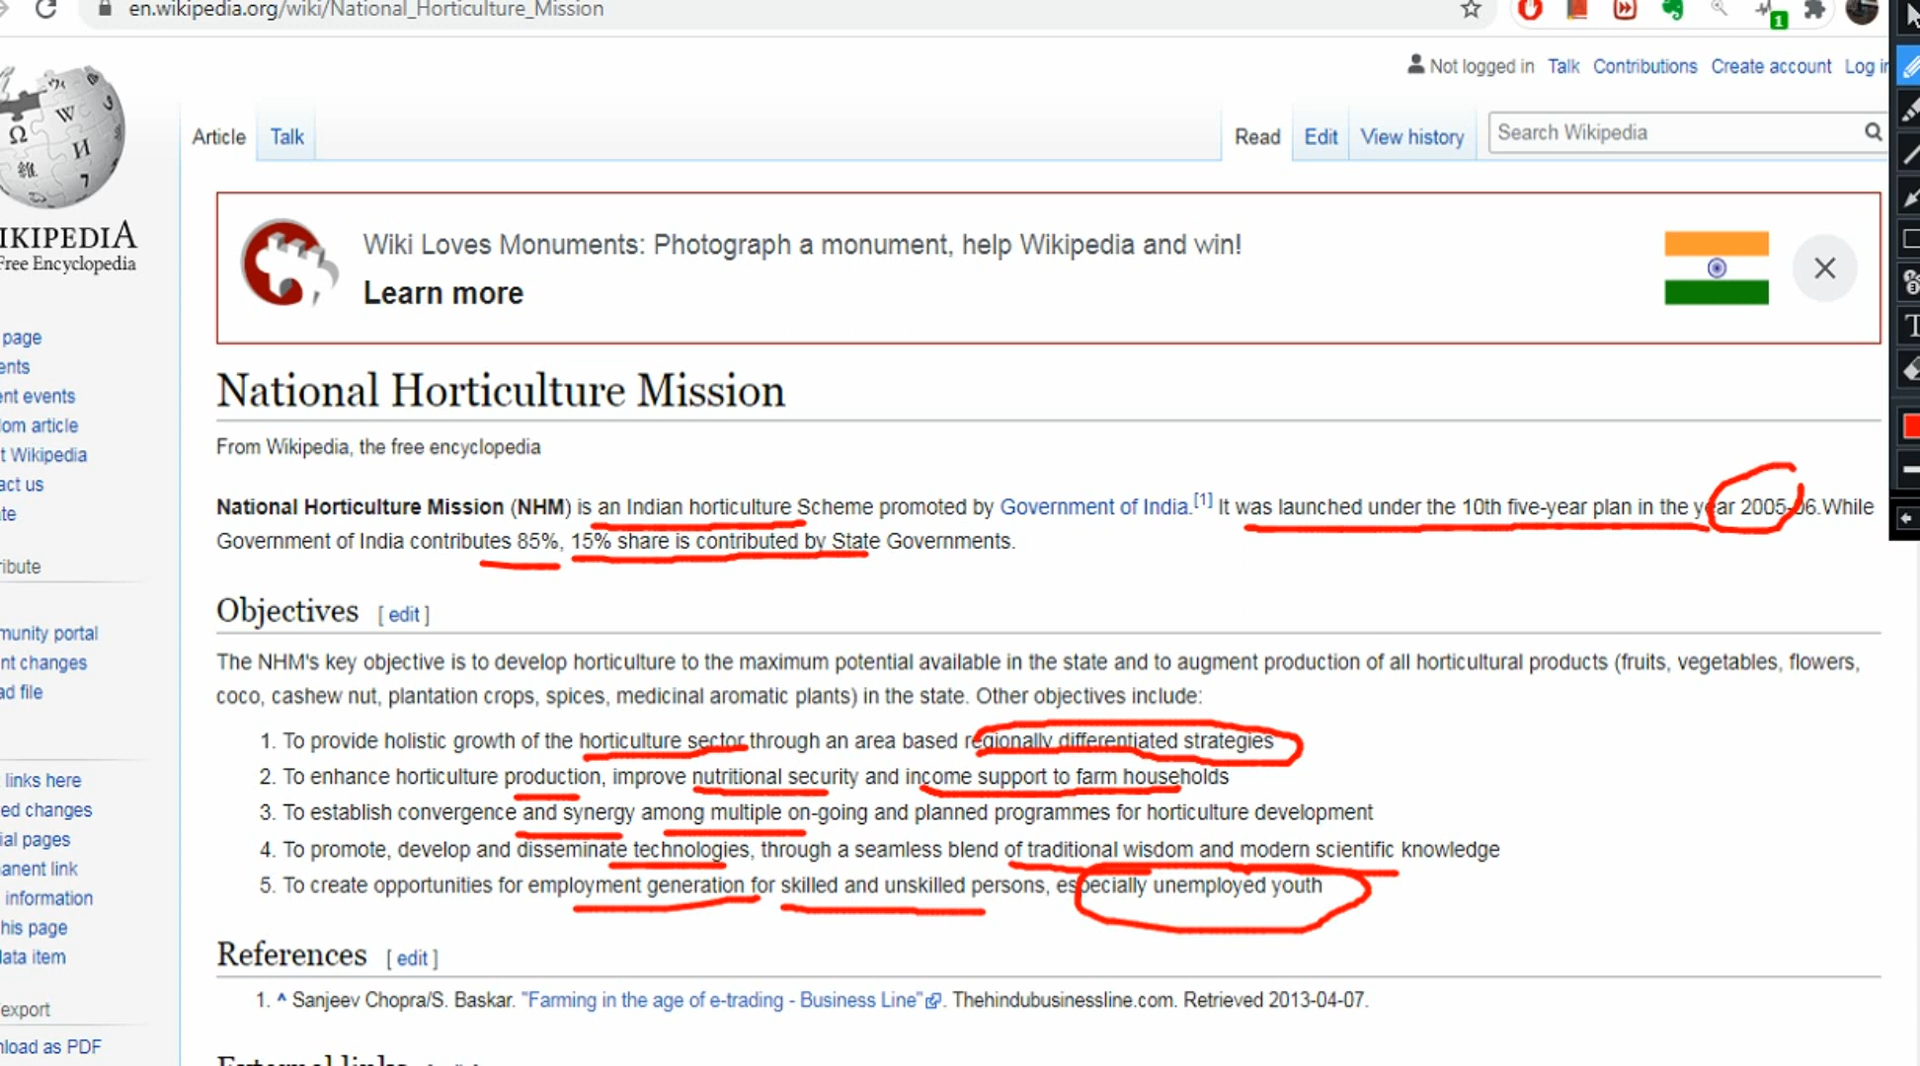 en.wikipedia.org/wiki/National_Horticulture_Mission
1
Not logged in Talk Contributions Create account Log in
Article Talk Read Edit View history Search Wikipedia
IKIPEDIA
Free Encyclopedia
Wiki Loves Monuments: Photograph a monument, help Wikipedia and win!
Learn more
page
ents
nt events
om article
t Wikipedia
act us
te
ribute
munity portal
nt changes
ad file
links here
ed changes
ial pages
nanent link
information
his page
data item
export
nload as PDF
National Horticulture Mission
From Wikipedia, the free encyclopedia
National Horticulture Mission (NHM) is an Indian horticulture Scheme promoted by Government of India.[1] It was launched under the 10th five-year plan in the year 2005-06.While
Government of India contributes 85%, 15% share is contributed by State Governments.
Objectives [ edit ]
The NHM's key objective is to develop horticulture to the maximum potential available in the state and to augment production of all horticultural products (fruits, vegetables, flowers,
coco, cashew nut, plantation crops, spices, medicinal aromatic plants) in the state. Other objectives include:
1. To provide holistic growth of the horticulture sector through an area based regionally differentiated strategies
2. To enhance horticulture production, improve nutritional security and income support to farm households
3. To establish convergence and synergy among multiple on-going and planned programmes for horticulture development
4. To promote, develop and disseminate technologies, through a seamless blend of traditional wisdom and modern scientific knowledge
5. To create opportunities for employment generation for skilled and unskilled persons, especially unemployed youth
References [ edit ]
1. ^ Sanjeev Chopra/S. Baskar. "Farming in the age of e-trading - Business Line". Thehindubusinessline.com. Retrieved 2013-04-07.
External links